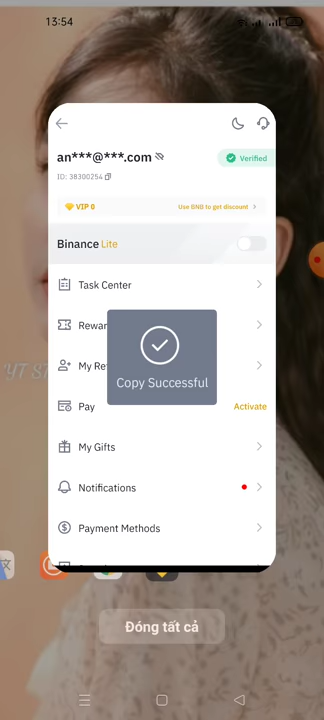 13:54
an***@***.com
Verified
ID: 38300254
VIP 0
Use BNB to get discount
Binance Lite
Task Center
Rewar
Copy Successful
My Re
Pay
Activate
My Gifts
Notifications
Payment Methods
Đóng tất cả